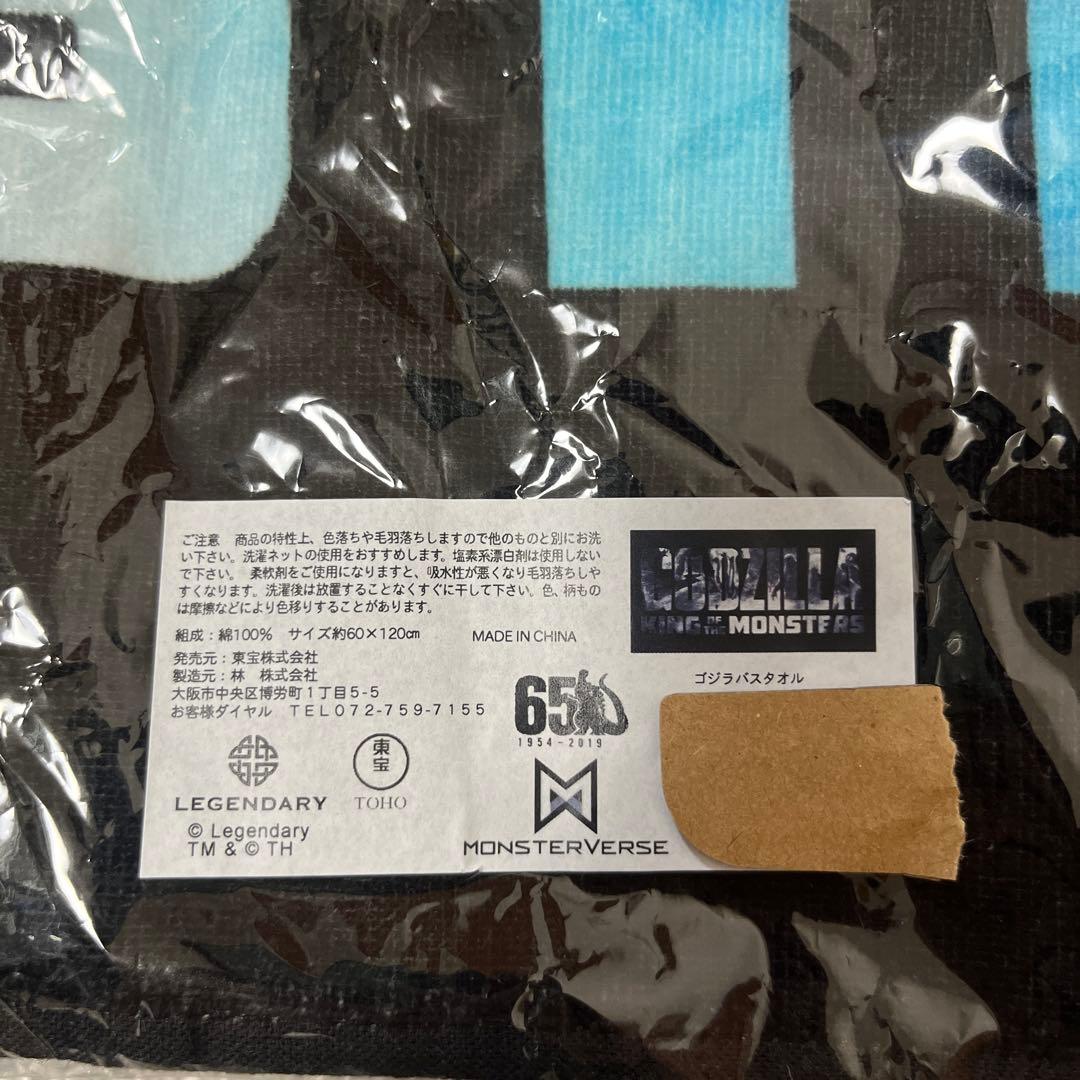 ご注意　商品の特性上、色落ちや毛羽落ちしますので他のものと別にお洗
い下さい。洗濯ネットの使用をおすすめします。塩素系漂白剤は使用しない
で下さい。 柔軟剤をご使用になりますと、吸水性が悪くなり毛羽落ちしや
すくなります。洗濯後は放置することなくすぐに干して下さい。色、柄もの
は摩擦などにより色移りすることがあります。
組成：綿100%　サイズ約60×120㎝　MADE IN CHINA
発売元：東宝株式会社
製造元：林　株式会社
大阪市中央区博労町１丁目５-５
お客様ダイヤル　ＴＥＬ０７２-７５９-７１５５
LEGENDARY
© Legendary
TM & © TH
東宝
TOHO
65
1954-2019
MONSTERVERSE
GODZILLA
KING OF THE MONSTERS
ゴジラバスタオル